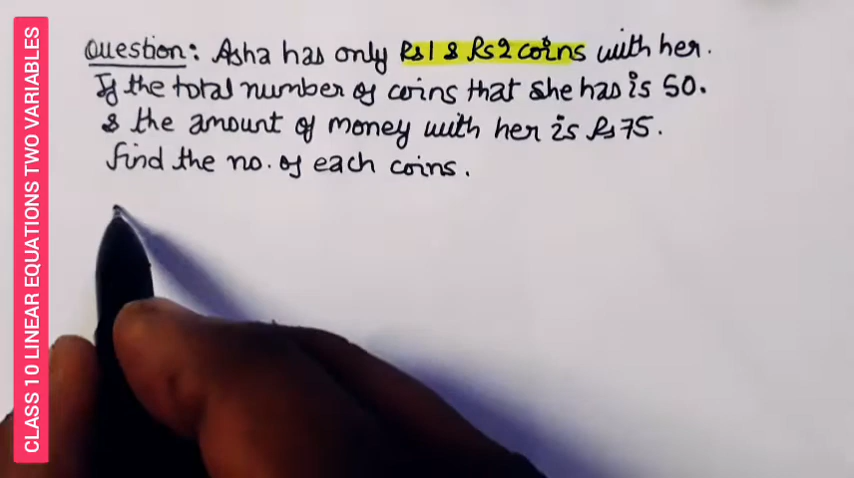 CLASS 10 LINEAR EQUATIONS TWO VARIABLES
Question: Asha has only Rs1 & Rs2 coins with her.
If the total number of coins that she has is 50.
& the amount of money with her is Rs75.
find the no. of each coins.